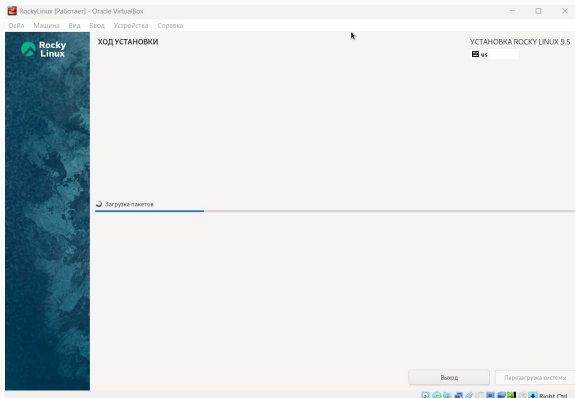 RockyLinux [Работает] - Oracle VirtualBox
Файл Машина Вид Ввод Устройства Справка
Rocky Linux
ХОД УСТАНОВКИ
УСТАНОВКА ROCKY LINUX 9.5
us
Загрузка пакетов
Выход
Перезагрузка системы
Right Ctrl